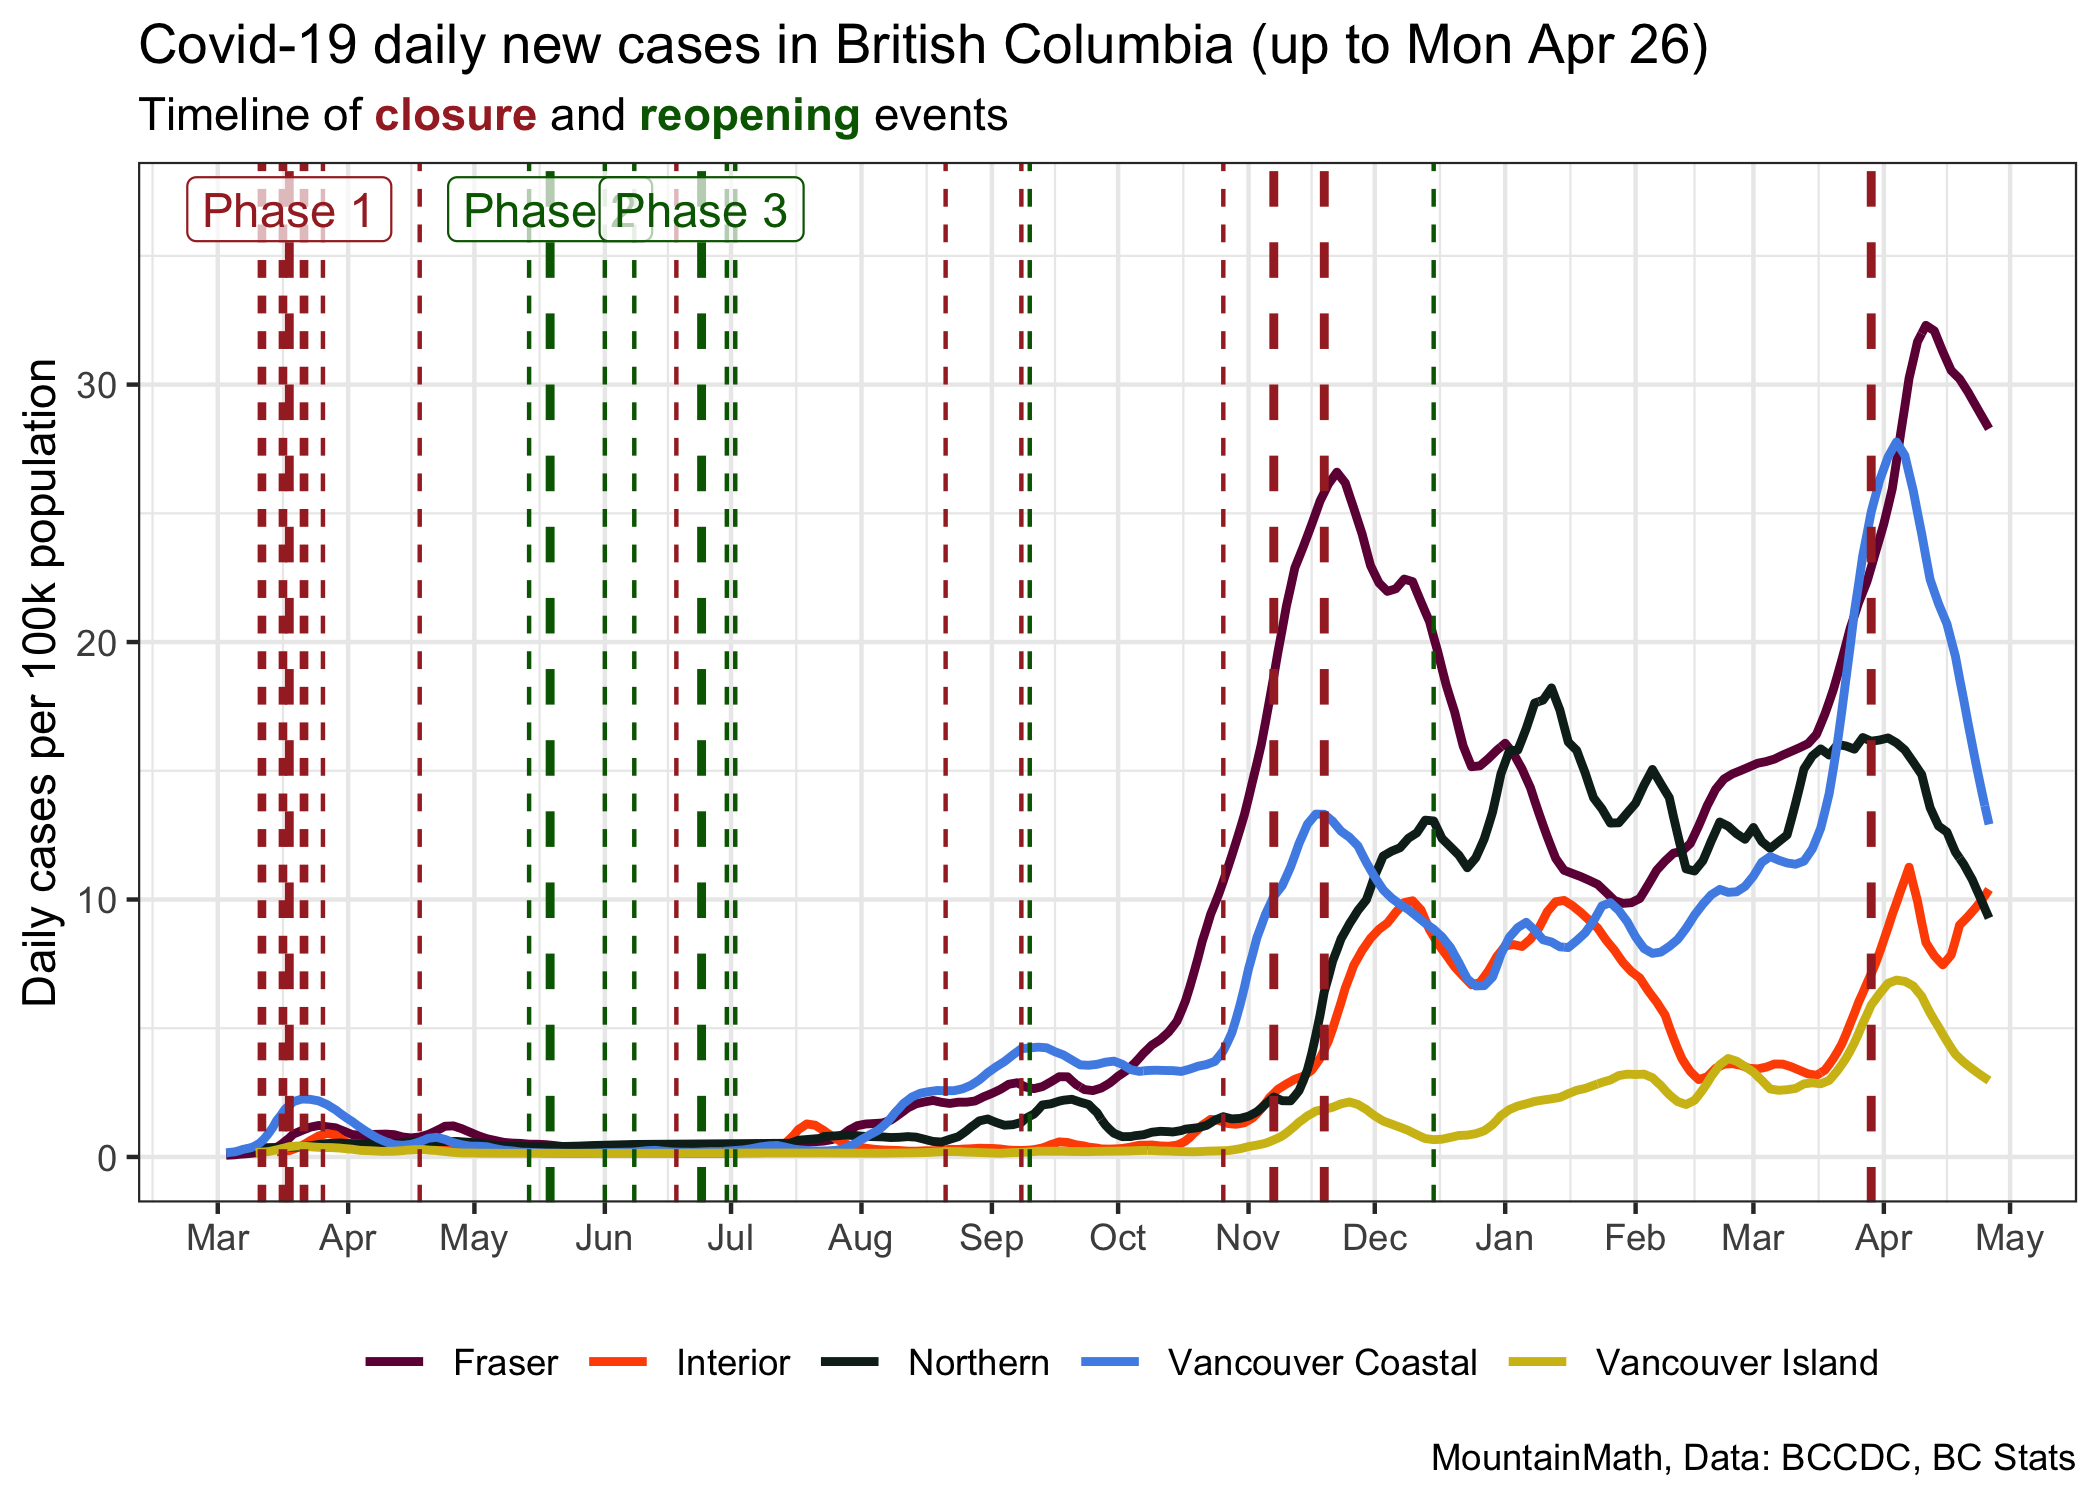 Covid-19 daily new cases in British Columbia (up to Mon Apr 26)
Timeline of closure and reopening events
Phase 1
Phase 2
Phase 3
Daily cases per 100k population
30
20
10
0
Mar Apr May Jun Jul Aug Sep Oct Nov Dec Jan Feb Mar Apr May
Fraser Interior Northern Vancouver Coastal Vancouver Island
MountainMath, Data: BCCDC, BC Stats